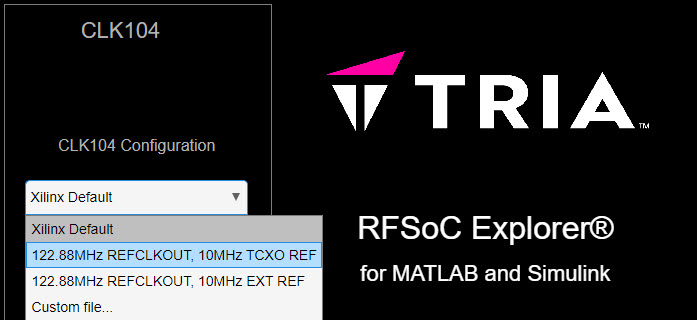 CLK104
CLK104 Configuration
Xilinx Default
Xilinx Default
122.88MHz REFCLKOUT, 10MHz TCXO REF
122.88MHz REFCLKOUT, 10MHz EXT REF
Custom file...
TRIA™
RFSoC Explorer®
for MATLAB and Simulink